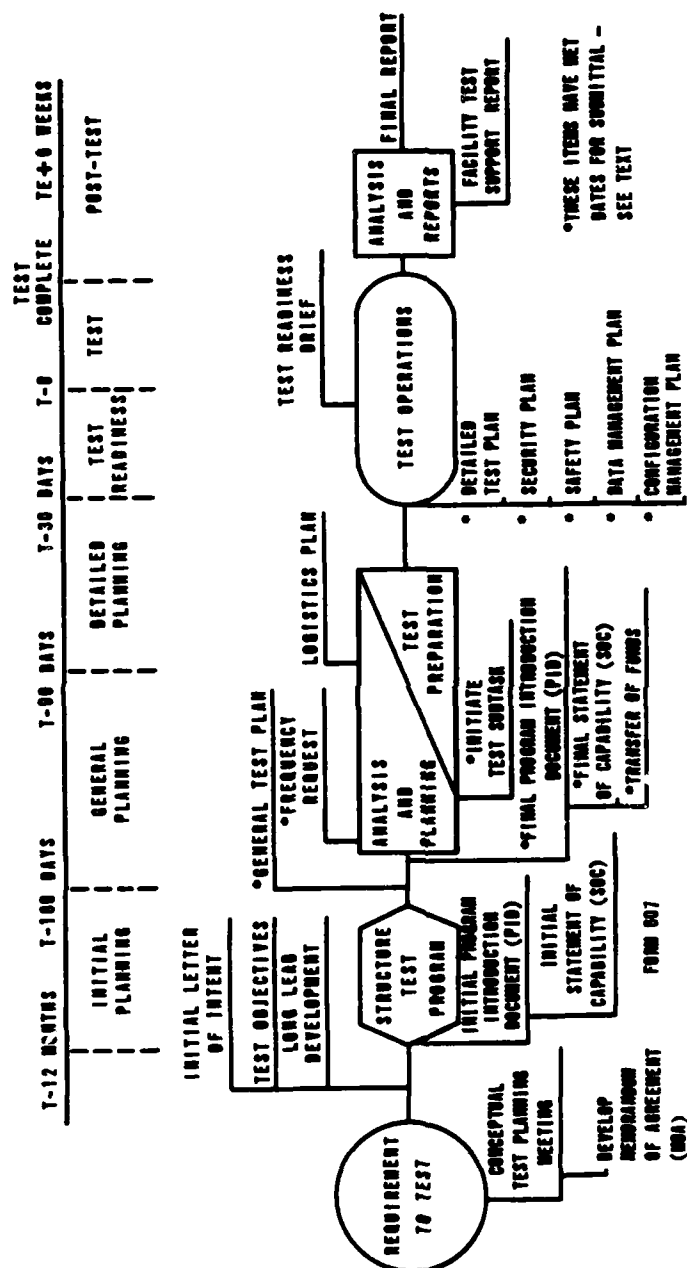 T-12 MONTHS T-180 DAYS T-90 DAYS T-30 DAYS T-0 TEST COMPLETE TE+6 WEEKS
INITIAL
PLANNING
GENERAL
PLANNING
DETAILED
PLANNING
TEST
READINESS
TEST
POST-TEST
INITIAL LETTER
OF INTENT
TEST OBJECTIVES
LONG LEAD
DEVELOPMENT
*GENERAL TEST PLAN
*FREQUENCY
REQUEST
LOGISTICS PLAN
TEST READINESS
BRIEF
FINAL REPORT
REQUIREMENT
TO TEST
STRUCTURE
TEST
PROGRAM
ANALYSIS
AND
PLANNING
TEST
PREPARATION
TEST OPERATIONS
ANALYSIS
AND
REPORTS
CONCEPTUAL
TEST PLANNING
MEETING
DEVELOP
MEMORANDUM
OF AGREEMENT
(MOA)
INITIAL PROGRAM
INTRODUCTION
DOCUMENT (PID)
INITIAL
STATEMENT OF
CAPABILITY (SOC)
FORM 607
*INITIATE
TEST SUBTASK
*FINAL PROGRAM INTRODUCTION
DOCUMENT (PID)
*FINAL STATEMENT
OF CAPABILITY (SOC)
*TRANSFER OF FUNDS
* DETAILED
TEST PLAN
* SECURITY PLAN
* SAFETY PLAN
* DATA MANAGEMENT PLAN
* CONFIGURATION
MANAGEMENT PLAN
FACILITY TEST
SUPPORT REPORT
*THESE ITEMS HAVE
DATES FOR SUBMITTAL –
SEE TEXT